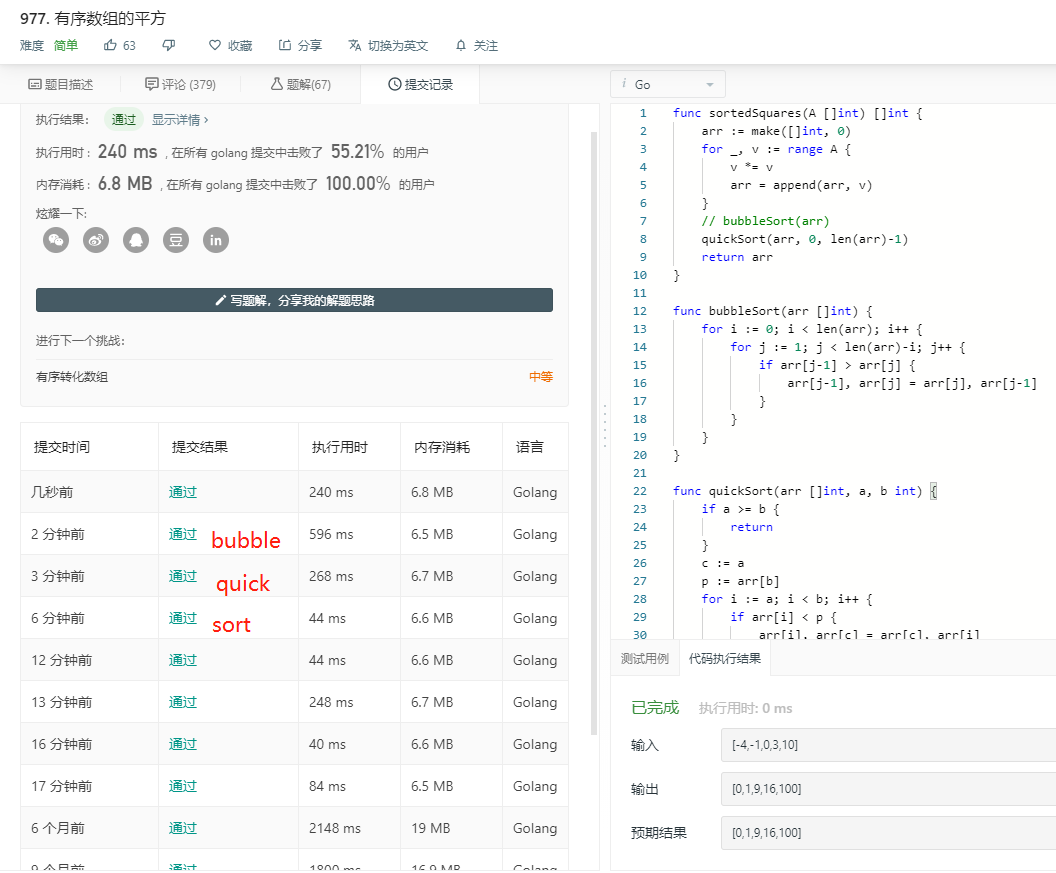 977. 有序数组的平方
难度 简单 63 收藏 分享 切换为英文 关注
题目描述 评论 (379) 题解(67) 提交记录
执行结果： 通过 显示详情 ›
执行用时 : 240 ms , 在所有 golang 提交中击败了 55.21% 的用户
内存消耗 : 6.8 MB , 在所有 golang 提交中击败了 100.00% 的用户
炫耀一下:
豆 in
写题解，分享我的解题思路
进行下一个挑战：
有序转化数组 中等
提交时间 提交结果 执行用时 内存消耗 语言
几秒前 通过 240 ms 6.8 MB Golang
2 分钟前 通过 bubble 596 ms 6.5 MB Golang
3 分钟前 通过 quick 268 ms 6.7 MB Golang
6 分钟前 通过 sort 44 ms 6.6 MB Golang
12 分钟前 通过 44 ms 6.6 MB Golang
13 分钟前 通过 248 ms 6.7 MB Golang
16 分钟前 通过 40 ms 6.6 MB Golang
17 分钟前 通过 84 ms 6.5 MB Golang
6 个月前 通过 2148 ms 19 MB Golang
9 个月前 通过 1800 ms 16.9 MB Golang
i Go
1 func sortedSquares(A []int) []int {
2 arr := make([]int, 0)
3 for _, v := range A {
4 v *= v
5 arr = append(arr, v)
6 }
7 // bubbleSort(arr)
8 quickSort(arr, 0, len(arr)-1)
9 return arr
10 }
11
12 func bubbleSort(arr []int) {
13 for i := 0; i < len(arr); i++ {
14 for j := 1; j < len(arr)-i; j++ {
15 if arr[j-1] > arr[j] {
16 arr[j-1], arr[j] = arr[j], arr[j-1]
17 }
18 }
19 }
20 }
21
22 func quickSort(arr []int, a, b int) {
23 if a >= b {
24 return
25 }
26 c := a
27 p := arr[b]
28 for i := a; i < b; i++ {
29 if arr[i] < p {
30 arr[i], arr[c] = arr[c], arr[i]
测试用例 代码执行结果
已完成 执行用时: 0 ms
输入 [-4,-1,0,3,10]
输出 [0,1,9,16,100]
预期结果 [0,1,9,16,100]